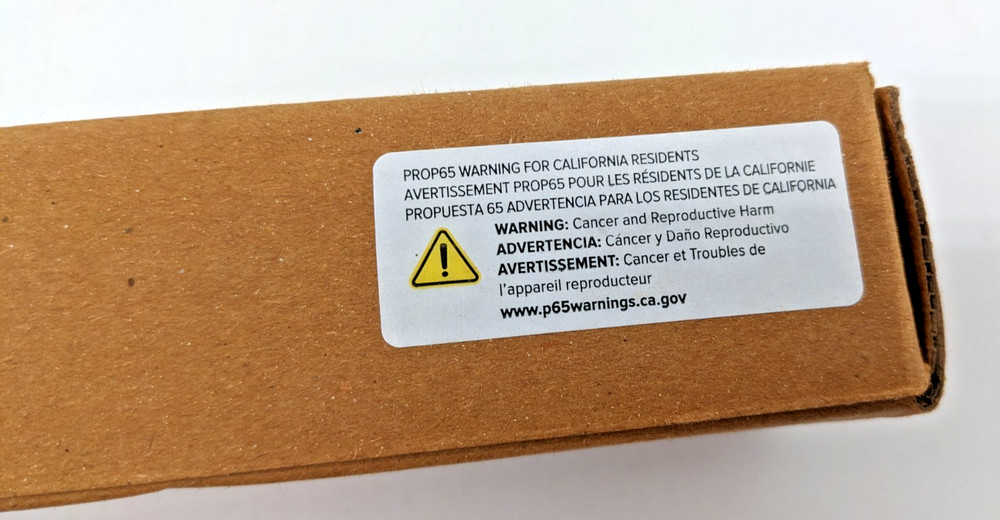 PROP65 WARNING FOR CALIFORNIA RESIDENTS
AVERTISSEMENT PROP65 POUR LES RÉSIDENTS DE LA CALIFORNIE
PROPUESTA 65 ADVERTENCIA PARA LOS RESIDENTES DE CALIFORNIA
WARNING: Cancer and Reproductive Harm
ADVERTENCIA: Cáncer y Daño Reproductivo
AVERTISSEMENT: Cancer et Troubles de
l'appareil reproducteur
www.p65warnings.ca.gov